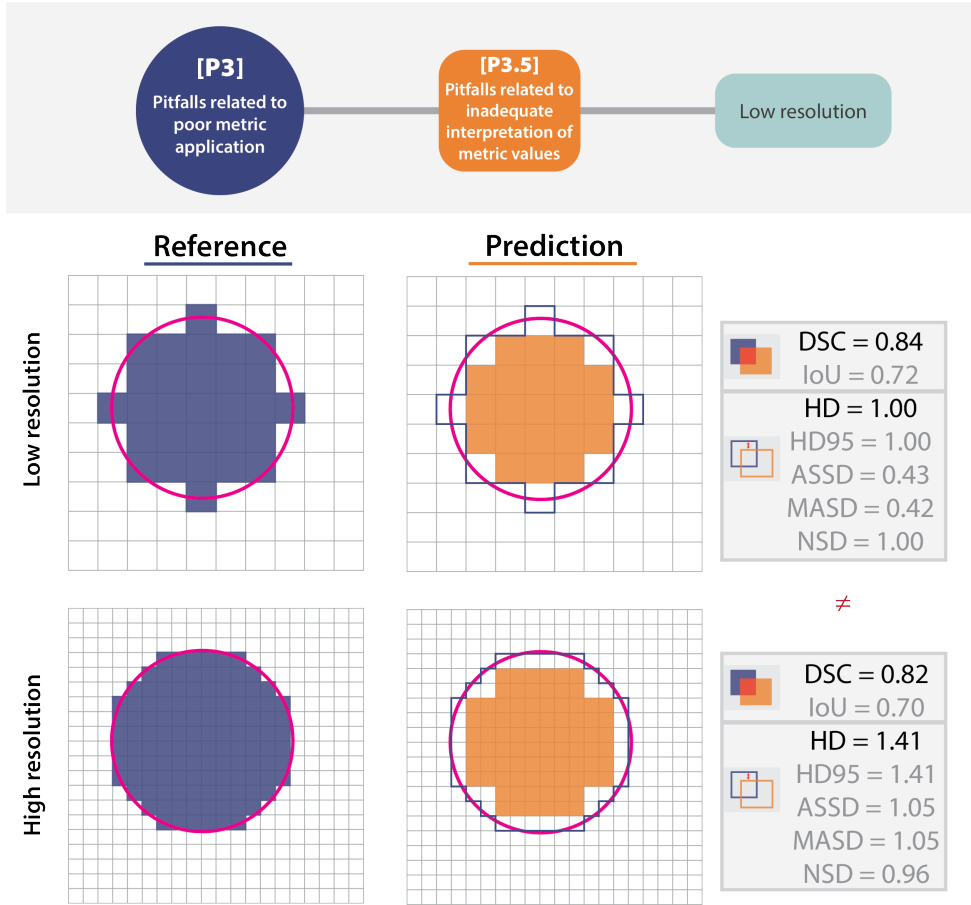 [P3]
Pitfalls related to
poor metric
application
[P3.5]
Pitfalls related to
inadequate
interpretation of
metric values
Low resolution
Reference
Prediction
Low resolution
DSC = 0.84
IoU = 0.72
HD = 1.00
HD95 = 1.00
ASSD = 0.43
MASD = 0.42
NSD = 1.00
≠
High resolution
DSC = 0.82
IoU = 0.70
HD = 1.41
HD95 = 1.41
ASSD = 1.05
MASD = 1.05
NSD = 0.96